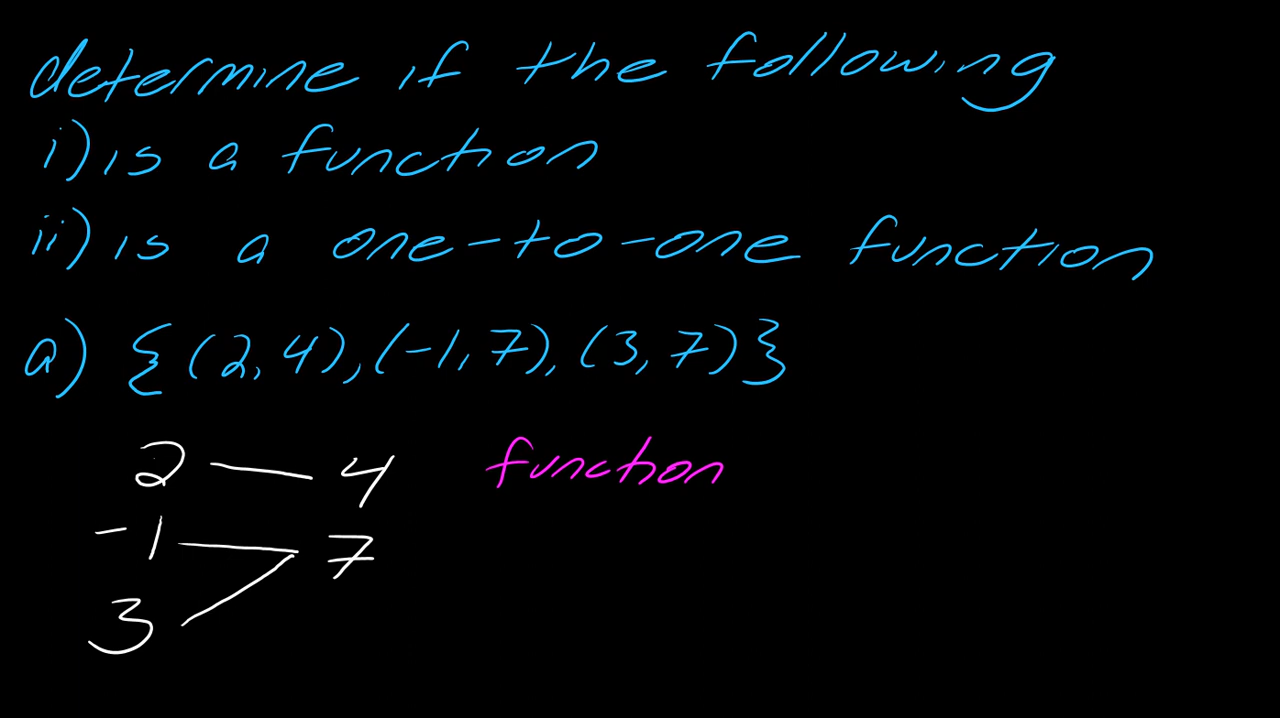 determine if the following
i) is a function
ii) is a one-to-one function
a) {(2,4),(-1,7),(3,7)}
2 4 function
-1 7
3